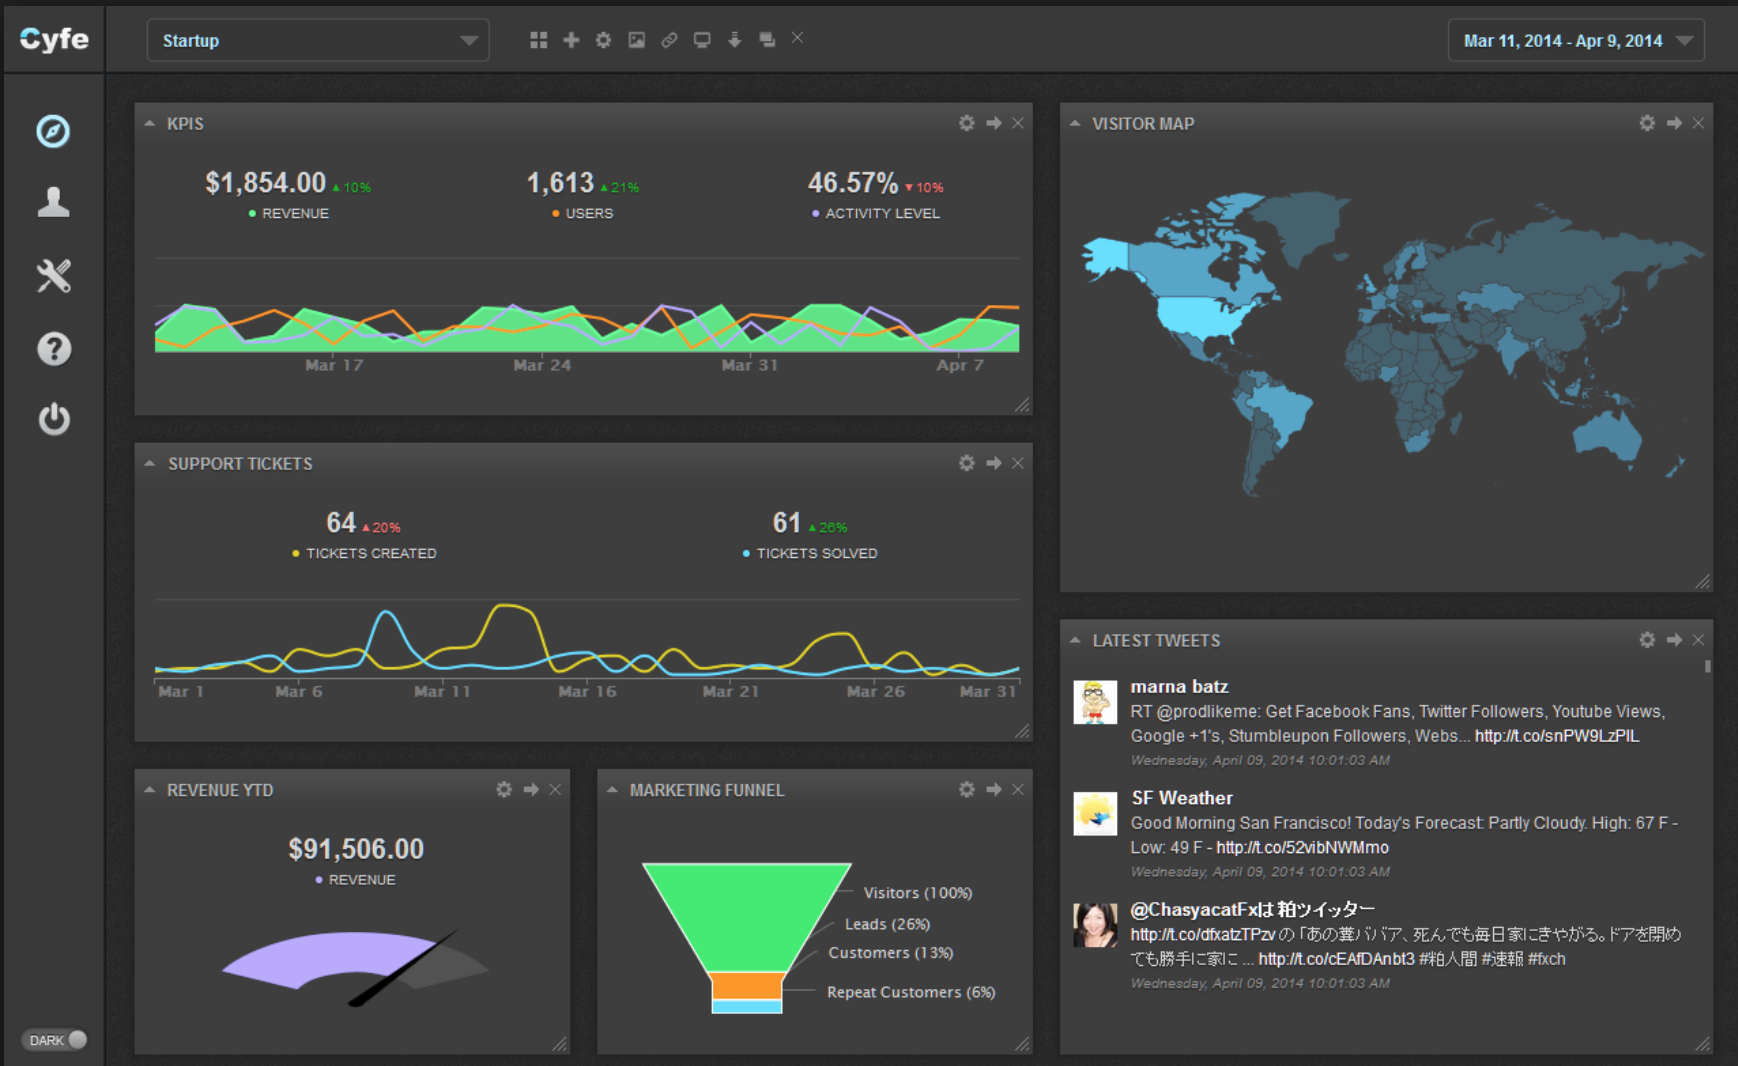 Cyfe
Startup
Mar 11, 2014 - Apr 9, 2014
KPIS
$1,854.00 ▲10%
REVENUE
1,613 ▲21%
USERS
46.57% ▼10%
ACTIVITY LEVEL
Mar 17 Mar 24 Mar 31 Apr 7
SUPPORT TICKETS
64 ▲20%
TICKETS CREATED
61 ▲26%
TICKETS SOLVED
Mar 1 Mar 6 Mar 11 Mar 16 Mar 21 Mar 26 Mar 31
REVENUE YTD
$91,506.00
REVENUE
MARKETING FUNNEL
Visitors (100%)
Leads (26%)
Customers (13%)
Repeat Customers (6%)
VISITOR MAP
LATEST TWEETS
marna batz
RT @prodlikeme: Get Facebook Fans, Twitter Followers, Youtube Views,
Google +1's, Stumbleupon Followers, Webs... http://t.co/snPW9LzPlL
Wednesday, April 09, 2014 10:01:03 AM
SF Weather
Good Morning San Francisco! Today's Forecast: Partly Cloudy. High: 67 F -
Low: 49 F - http://t.co/52vibNWMmo
Wednesday, April 09, 2014 10:01:03 AM
@ChasyacatFxは 粕ツイッター
http://t.co/dfxatzTPzv の「あの糞ババア、死んでも毎日家にきやがる。ドアを閉め
ても勝手に家に ... http://t.co/cEAfDAnbt3 #粕人間 #速報 #fxch
Wednesday, April 09, 2014 10:01:03 AM
DARK